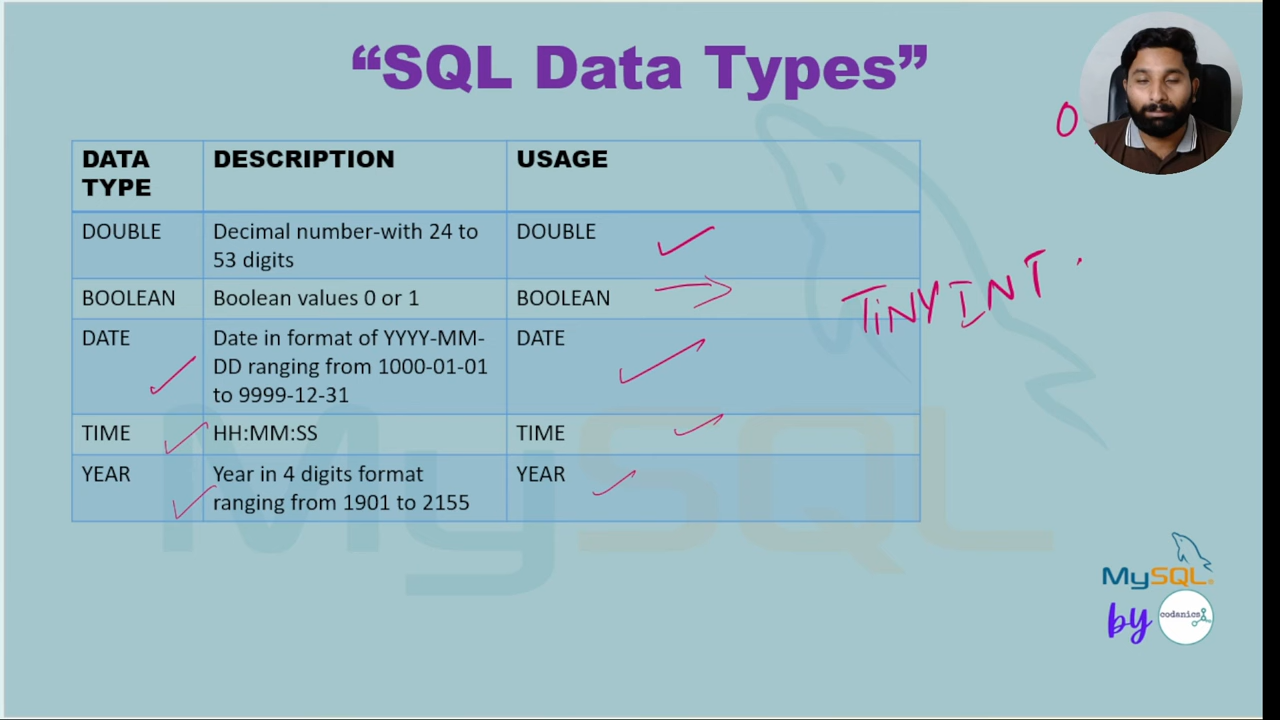 “SQL Data Types”
0
DATA TYPE
DESCRIPTION
USAGE
DOUBLE
Decimal number-with 24 to
53 digits
DOUBLE
BOOLEAN
Boolean values 0 or 1
BOOLEAN
TiNYINT
DATE
Date in format of YYYY-MM-
DD ranging from 1000-01-01
to 9999-12-31
DATE
TIME
HH:MM:SS
TIME
YEAR
Year in 4 digits format
ranging from 1901 to 2155
YEAR
MySQL
MySQL
by
codanics